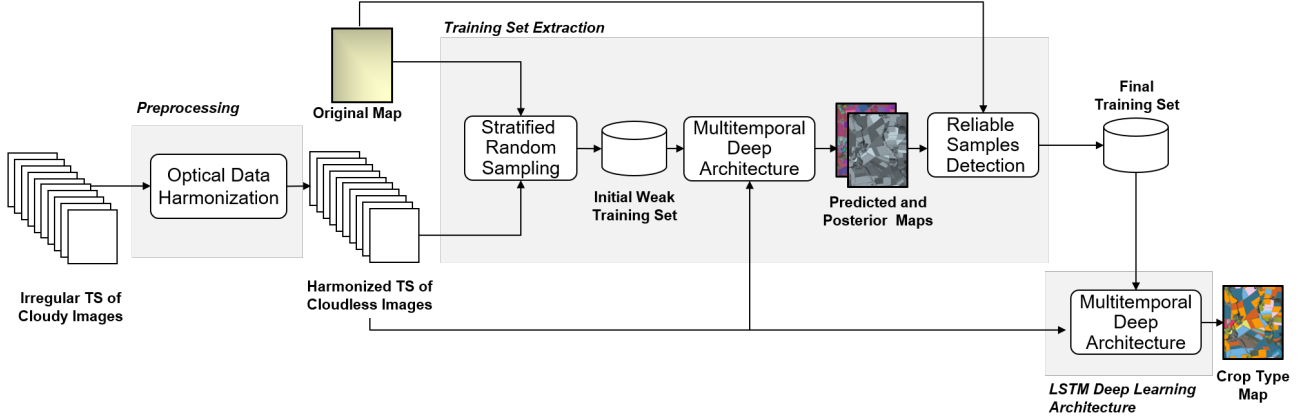 Training Set Extraction
Original Map
Preprocessing
Optical Data
Harmonization
Irregular TS of
Cloudy Images
Harmonized TS of
Cloudless Images
Stratified
Random
Sampling
Initial Weak
Training Set
Multitemporal
Deep
Architecture
Predicted and
Posterior Maps
Reliable
Samples
Detection
Final
Training Set
Multitemporal
Deep
Architecture
LSTM Deep Learning
Architecture
Crop Type
Map